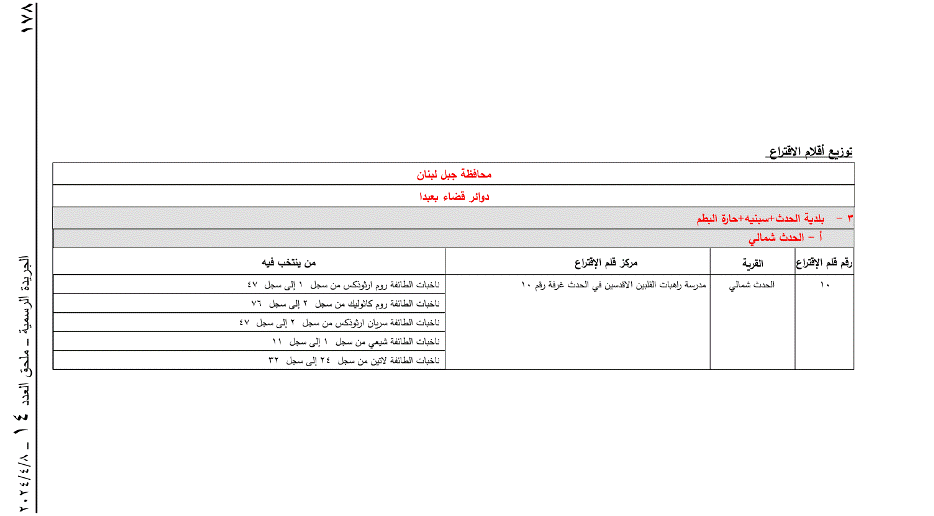 ١٧٨
الجريدة الرسمية – ملحق العدد ١٤ – ٢٠٢٤/٤/٨
توزيع أقلام الاقتراع
محافظة جبل لبنان
دوائر قضاء بعبدا
٣ - بلدية الحدث+سبنيه+حارة البطم
أ - الحدث شمالي
رقم قلم الإقتراع القرية مركز قلم الإقتراع من ينتخب فيه
١٠ الحدث شمالي مدرسة راهبات القلبين الاقدسين في الحدث غرفة رقم ١٠ ناخبات الطائفة روم ارثوذكس من سجل ١ إلى سجل ٤٧
ناخبات الطائفة روم كاثوليك من سجل ٢ إلى سجل ٧٦
ناخبات الطائفة سريان ارثوذكس من سجل ٢ إلى سجل ٤٧
ناخبات الطائفة شيعي من سجل ١ إلى سجل ١١
ناخبات الطائفة لاتين من سجل ٢٤ إلى سجل ٣٢